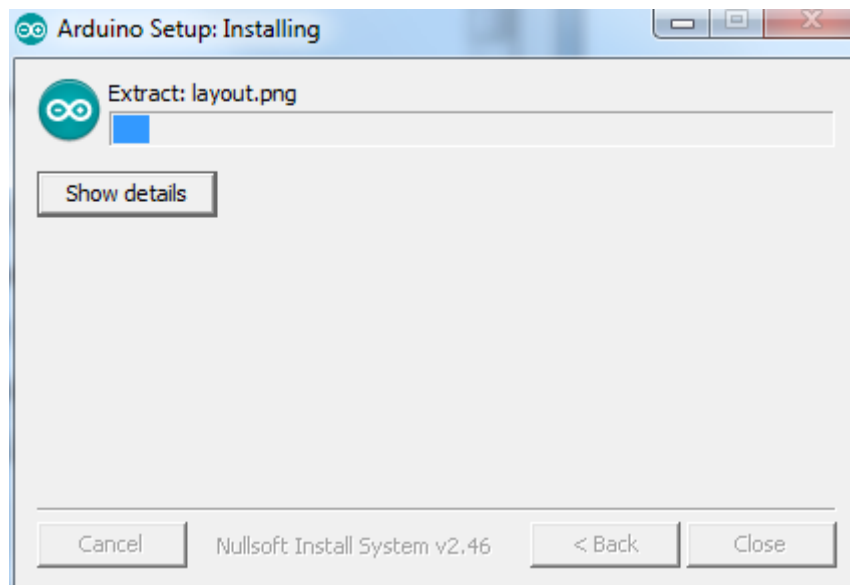 Arduino Setup: Installing
Extract: layout.png
Show details
Cancel Nullsoft Install System v2.46 < Back Close